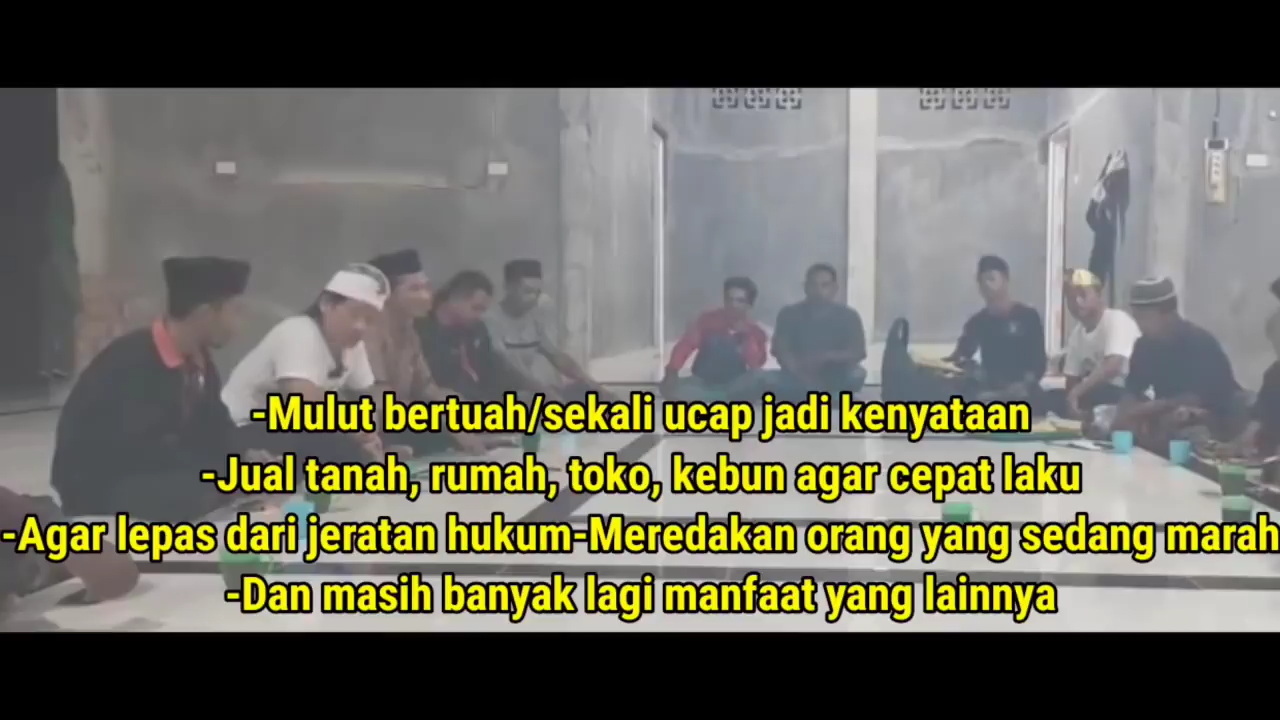 -Mulut bertuah/sekali ucap jadi kenyataan
-Jual tanah, rumah, toko, kebun agar cepat laku
-Agar lepas dari jeratan hukum-Meredakan orang yang sedang marah
-Dan masih banyak lagi manfaat yang lainnya